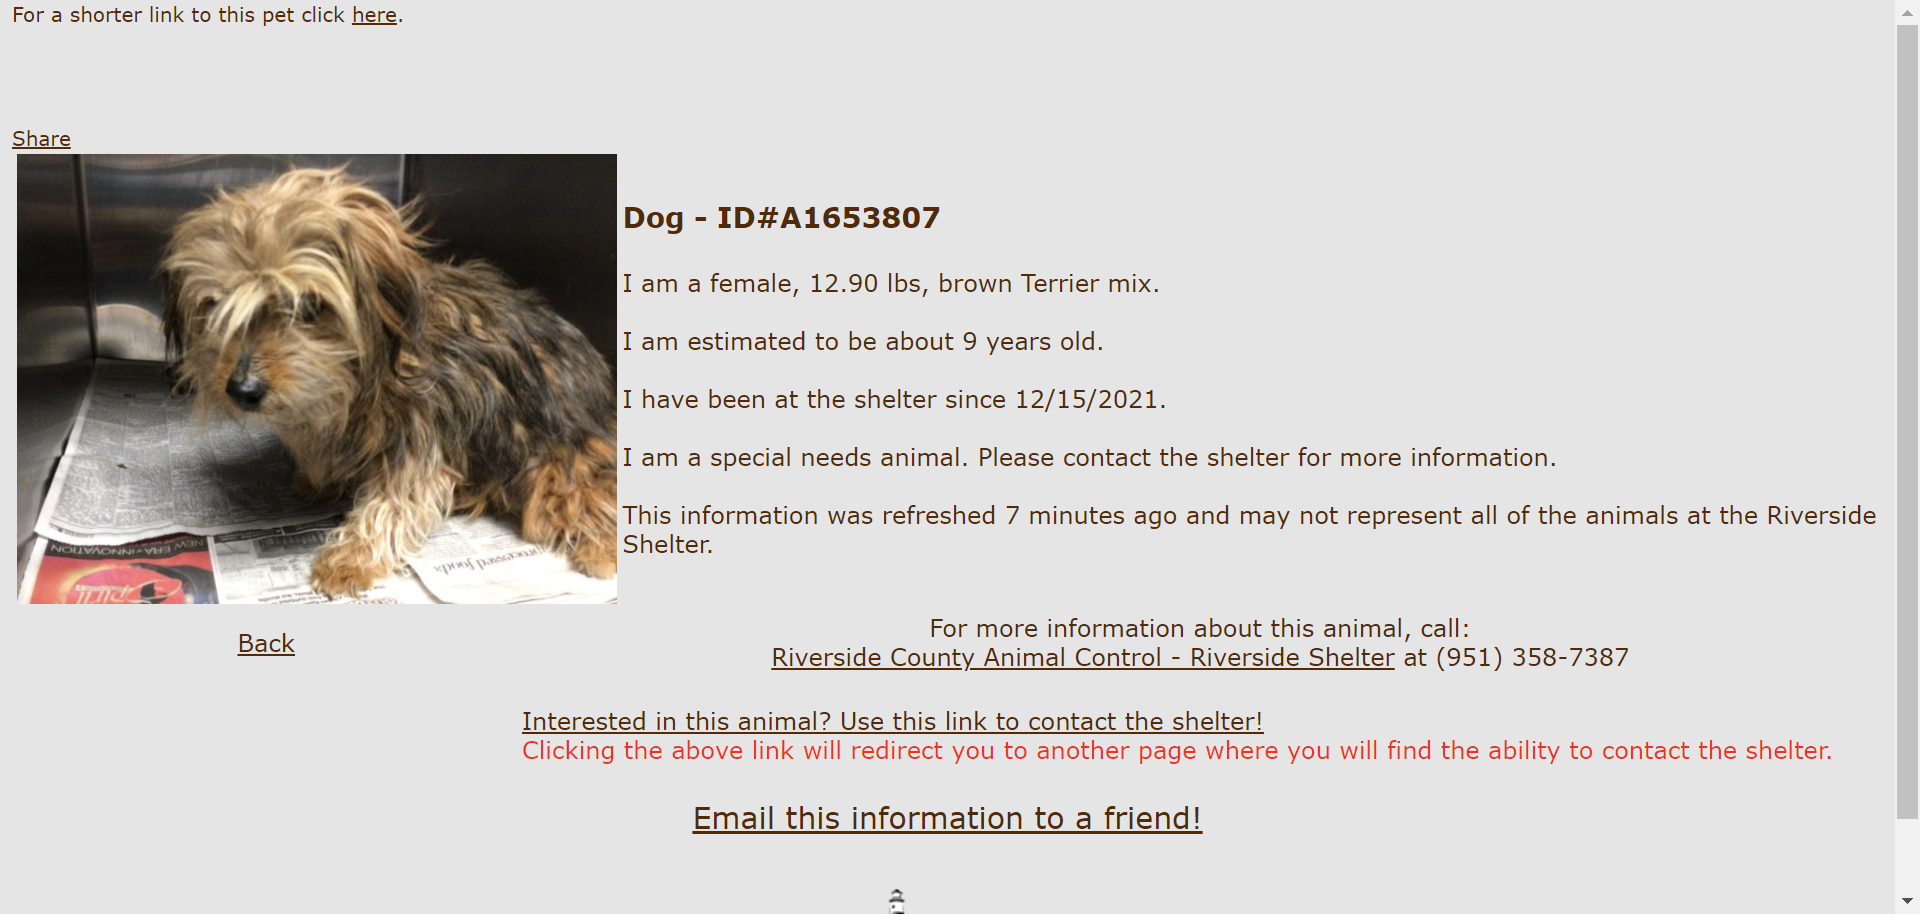 For a shorter link to this pet click here.
Share
Dog - ID#A1653807
I am a female, 12.90 lbs, brown Terrier mix.
I am estimated to be about 9 years old.
I have been at the shelter since 12/15/2021.
I am a special needs animal. Please contact the shelter for more information.
This information was refreshed 7 minutes ago and may not represent all of the animals at the Riverside
Shelter.
NEW ERA of INNOVATION
processed foods
Back
For more information about this animal, call:
Riverside County Animal Control - Riverside Shelter at (951) 358-7387
Interested in this animal? Use this link to contact the shelter!
Clicking the above link will redirect you to another page where you will find the ability to contact the shelter.
Email this information to a friend!